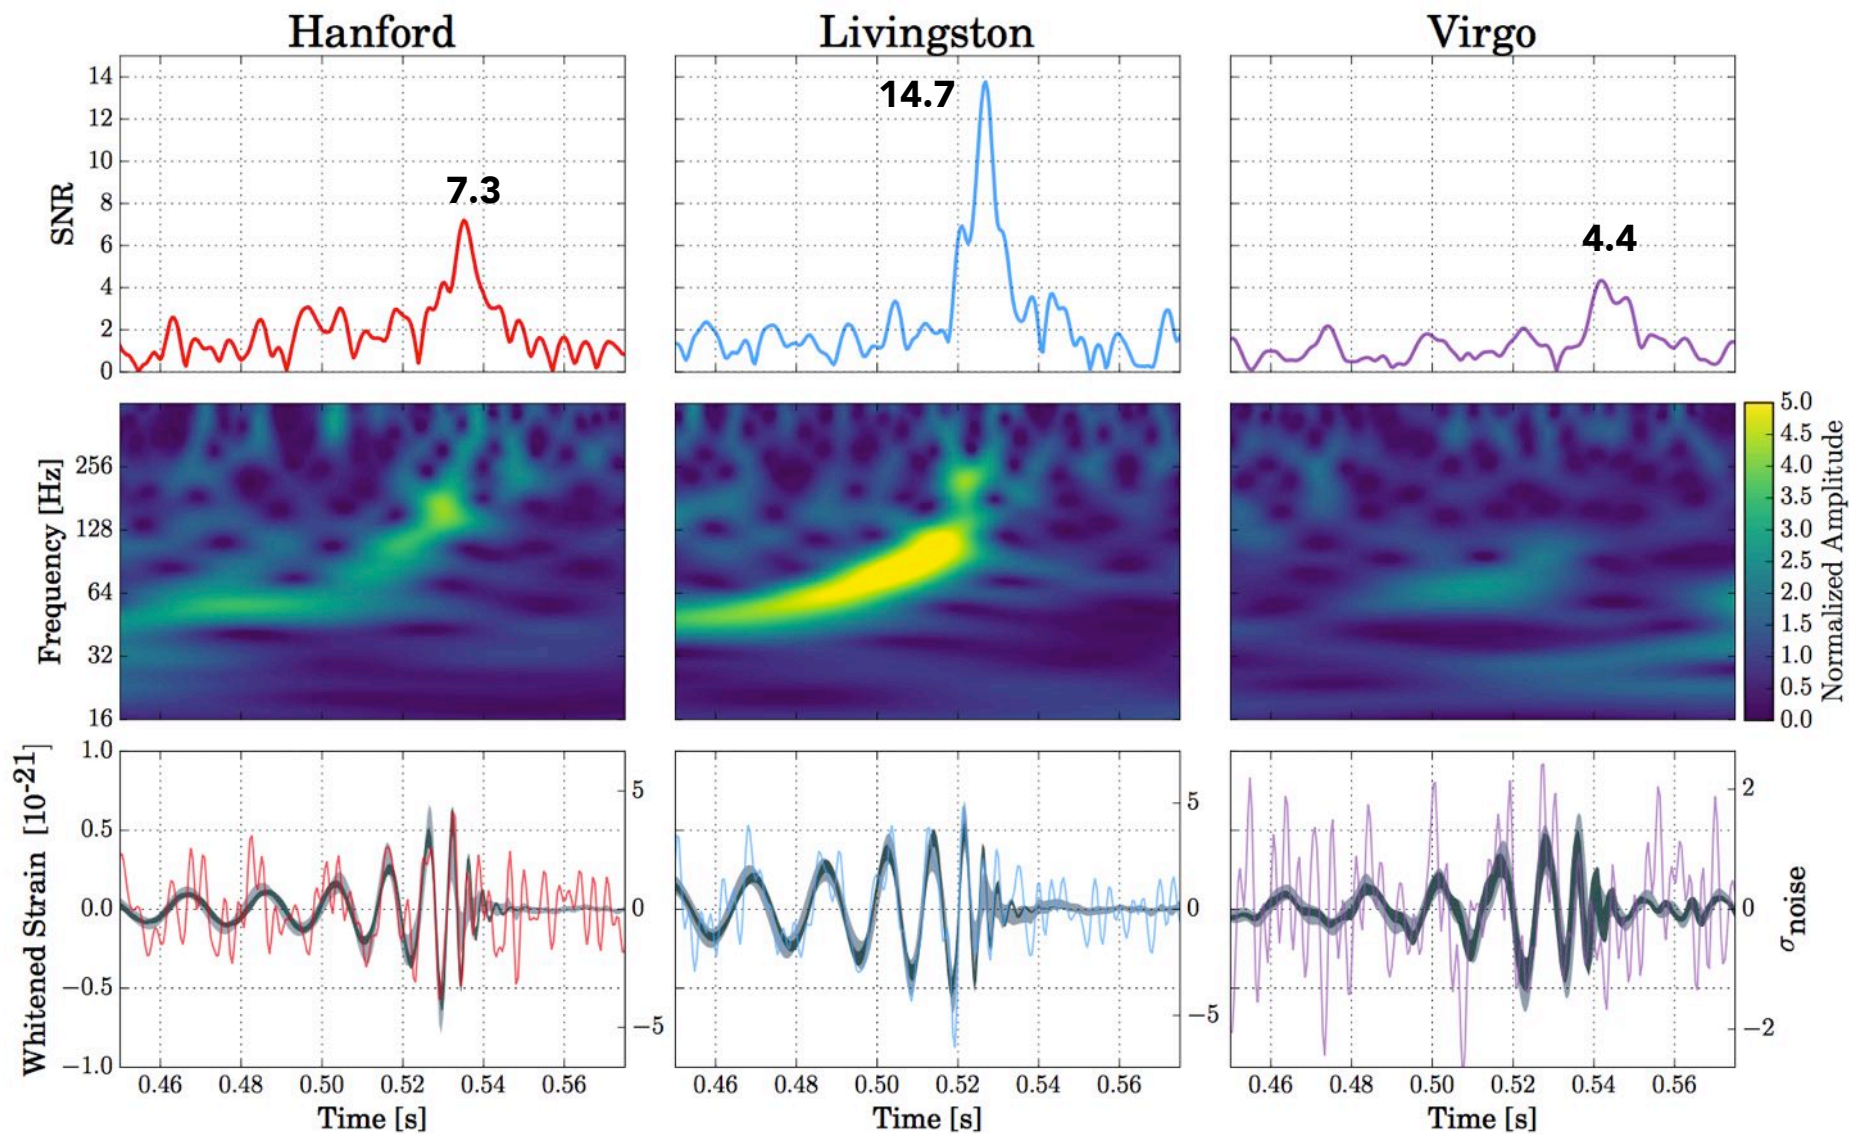 Hanford
Livingston
Virgo
SNR
14
12
10
8
6
4
2
0
7.3
14.7
4.4
Frequency [Hz]
256
128
64
32
16
5.0
4.5
4.0
3.5
3.0
2.5
2.0
1.5
1.0
0.5
0.0
Normalized Amplitude
Whitened Strain [10-21]
1.0
0.5
0.0
−0.5
−1.0
5
0
−5
5
0
−5
2
0
−2
σnoise
0.46 0.48 0.50 0.52 0.54 0.56
0.46 0.48 0.50 0.52 0.54 0.56
0.46 0.48 0.50 0.52 0.54 0.56
Time [s]
Time [s]
Time [s]